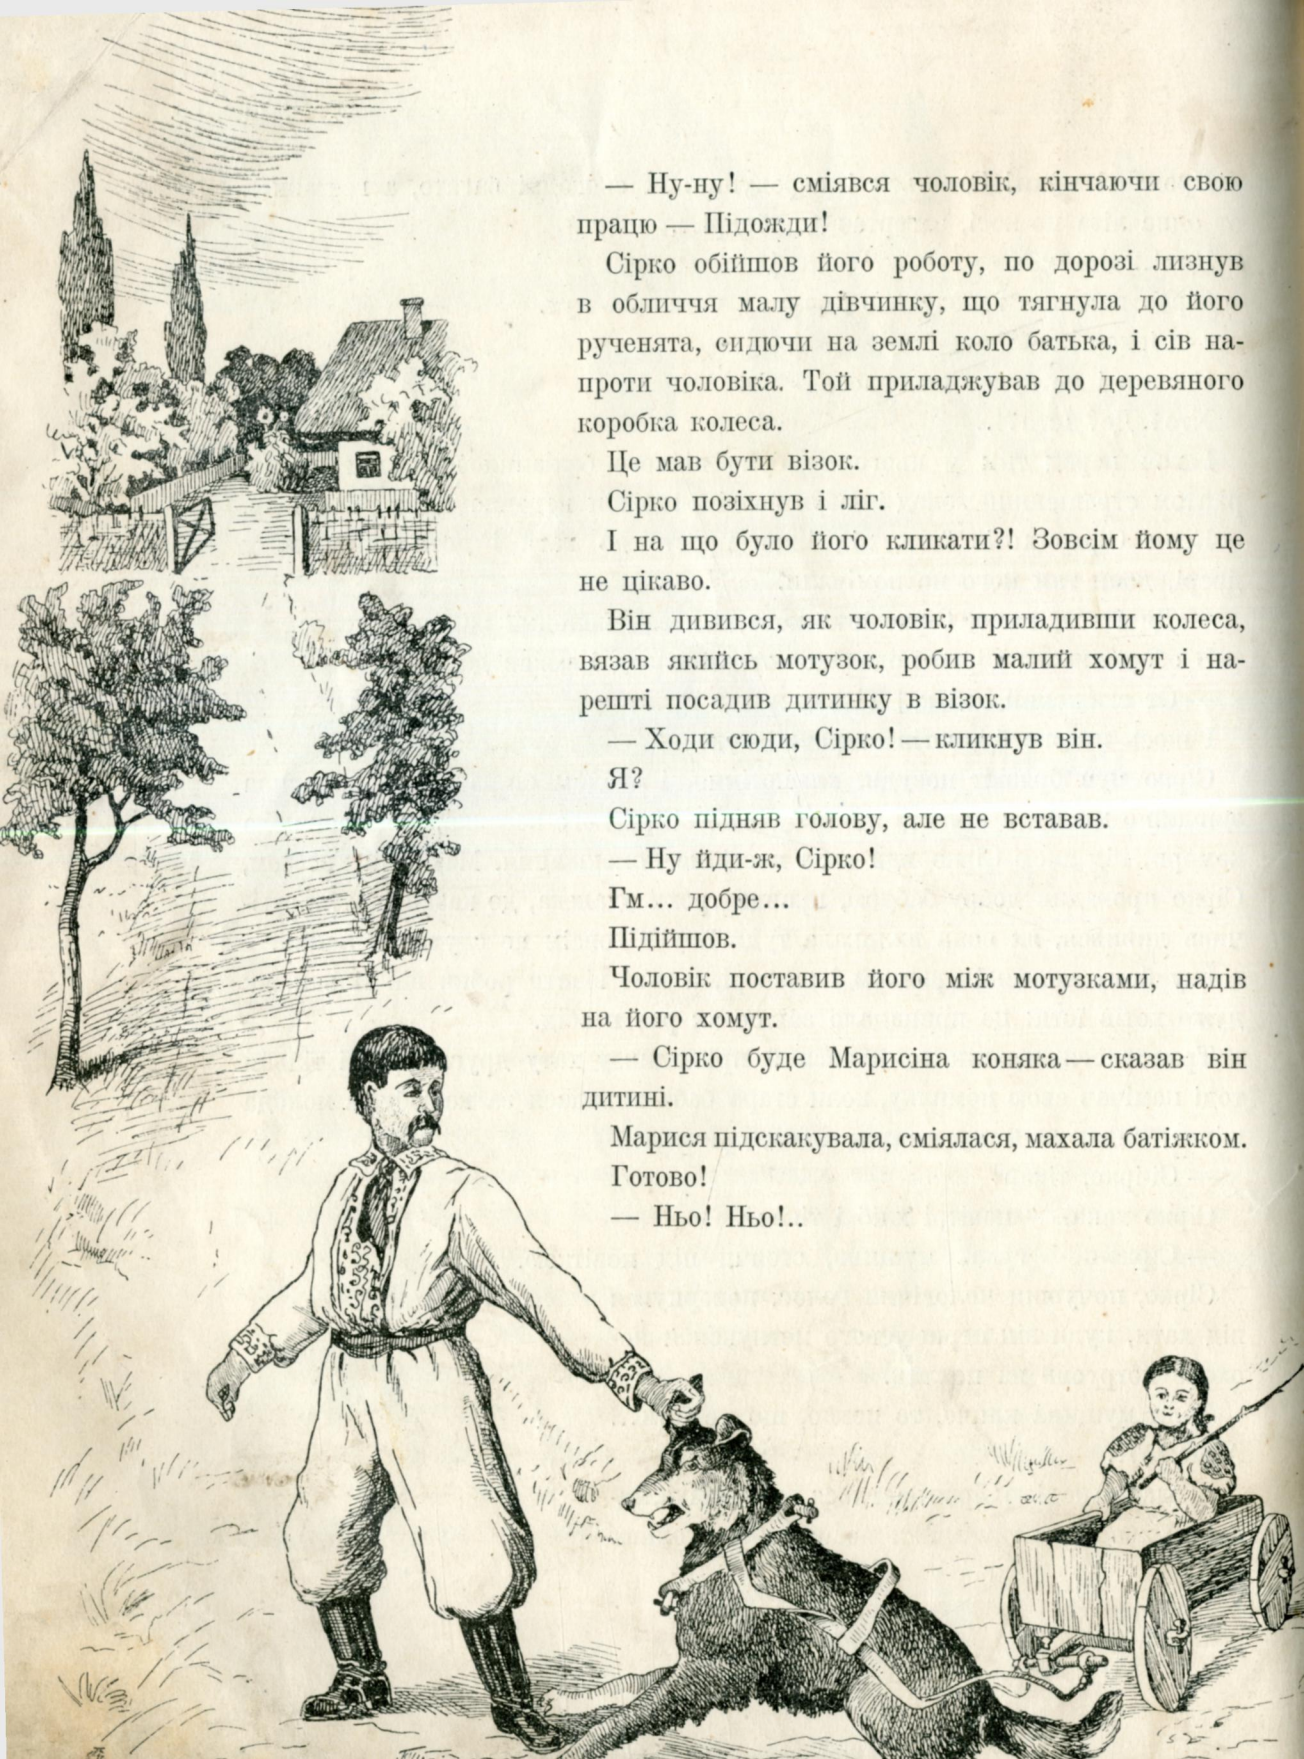 — Ну-ну! — сміявся чоловік, кінчаючи свою
працю — Підожди!
Сірко обійшов його роботу, по дорозі лизнув
в обличчя малу дівчинку, що тягнула до його
рученята, сидючи на землі коло батька, і сів на-
проти чоловіка. Той приладжував до деревяного
коробка колеса.
Це мав бути візок.
Сірко позіхнув і ліг.
І на що було його кликати?! Зовсім йому це
не цікаво.
Він дивився, як чоловік, приладивши колеса,
вязав якийсь мотузок, робив малий хомут і на-
решті посадив дитинку в візок.
— Ходи сюди, Сірко! — кликнув він.
Я?
Сірко підняв голову, але не вставав.
— Ну йди-ж, Сірко!
Гм... добре...
Підійшов.
Чоловік поставив його між мотузками, надів
на його хомут.
— Сірко буде Марисіна коняка — сказав він
дитині.
Марися підскакувала, сміялася, махала батіжком.
Готово!
— Ньо! Ньо!..